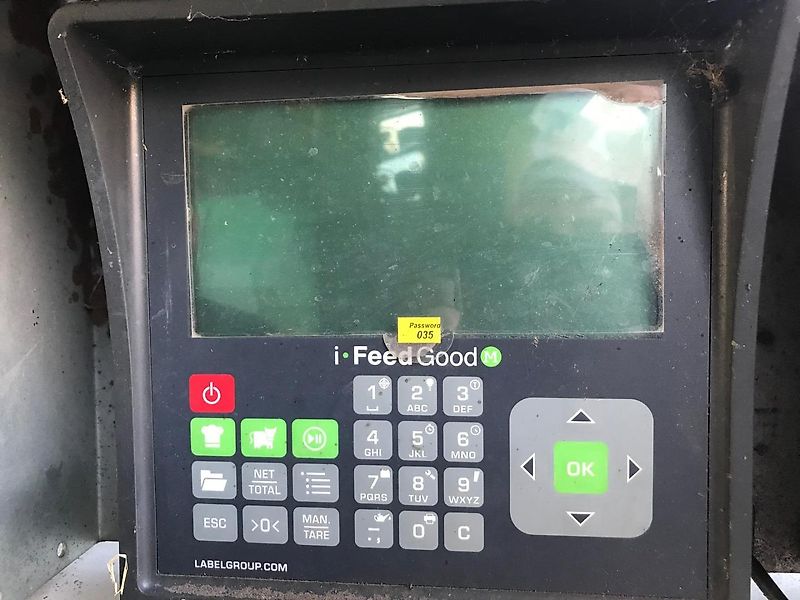 Password
035
i·FeedGood M
1 2 ABC 3 DEF
NET TOTAL 4 GHI 5 JKL 6 MNO
7 PQRS 8 TUV 9 WXYZ
OK
ESC >0< MAN. TARE .-,; 0 C
LABELGROUP.COM